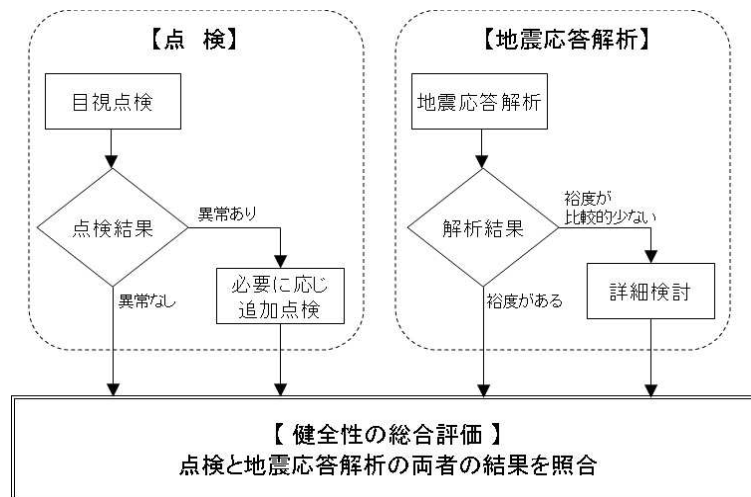 【点　検】
目視点検
点検結果
異常あり
異常なし
必要に応じ
追加点検
【地震応答解析】
地震応答解析
解析結果
裕度が
比較的少ない
裕度がある
詳細検討
【 健全性の総合評価 】
点検と地震応答解析の両者の結果を照合